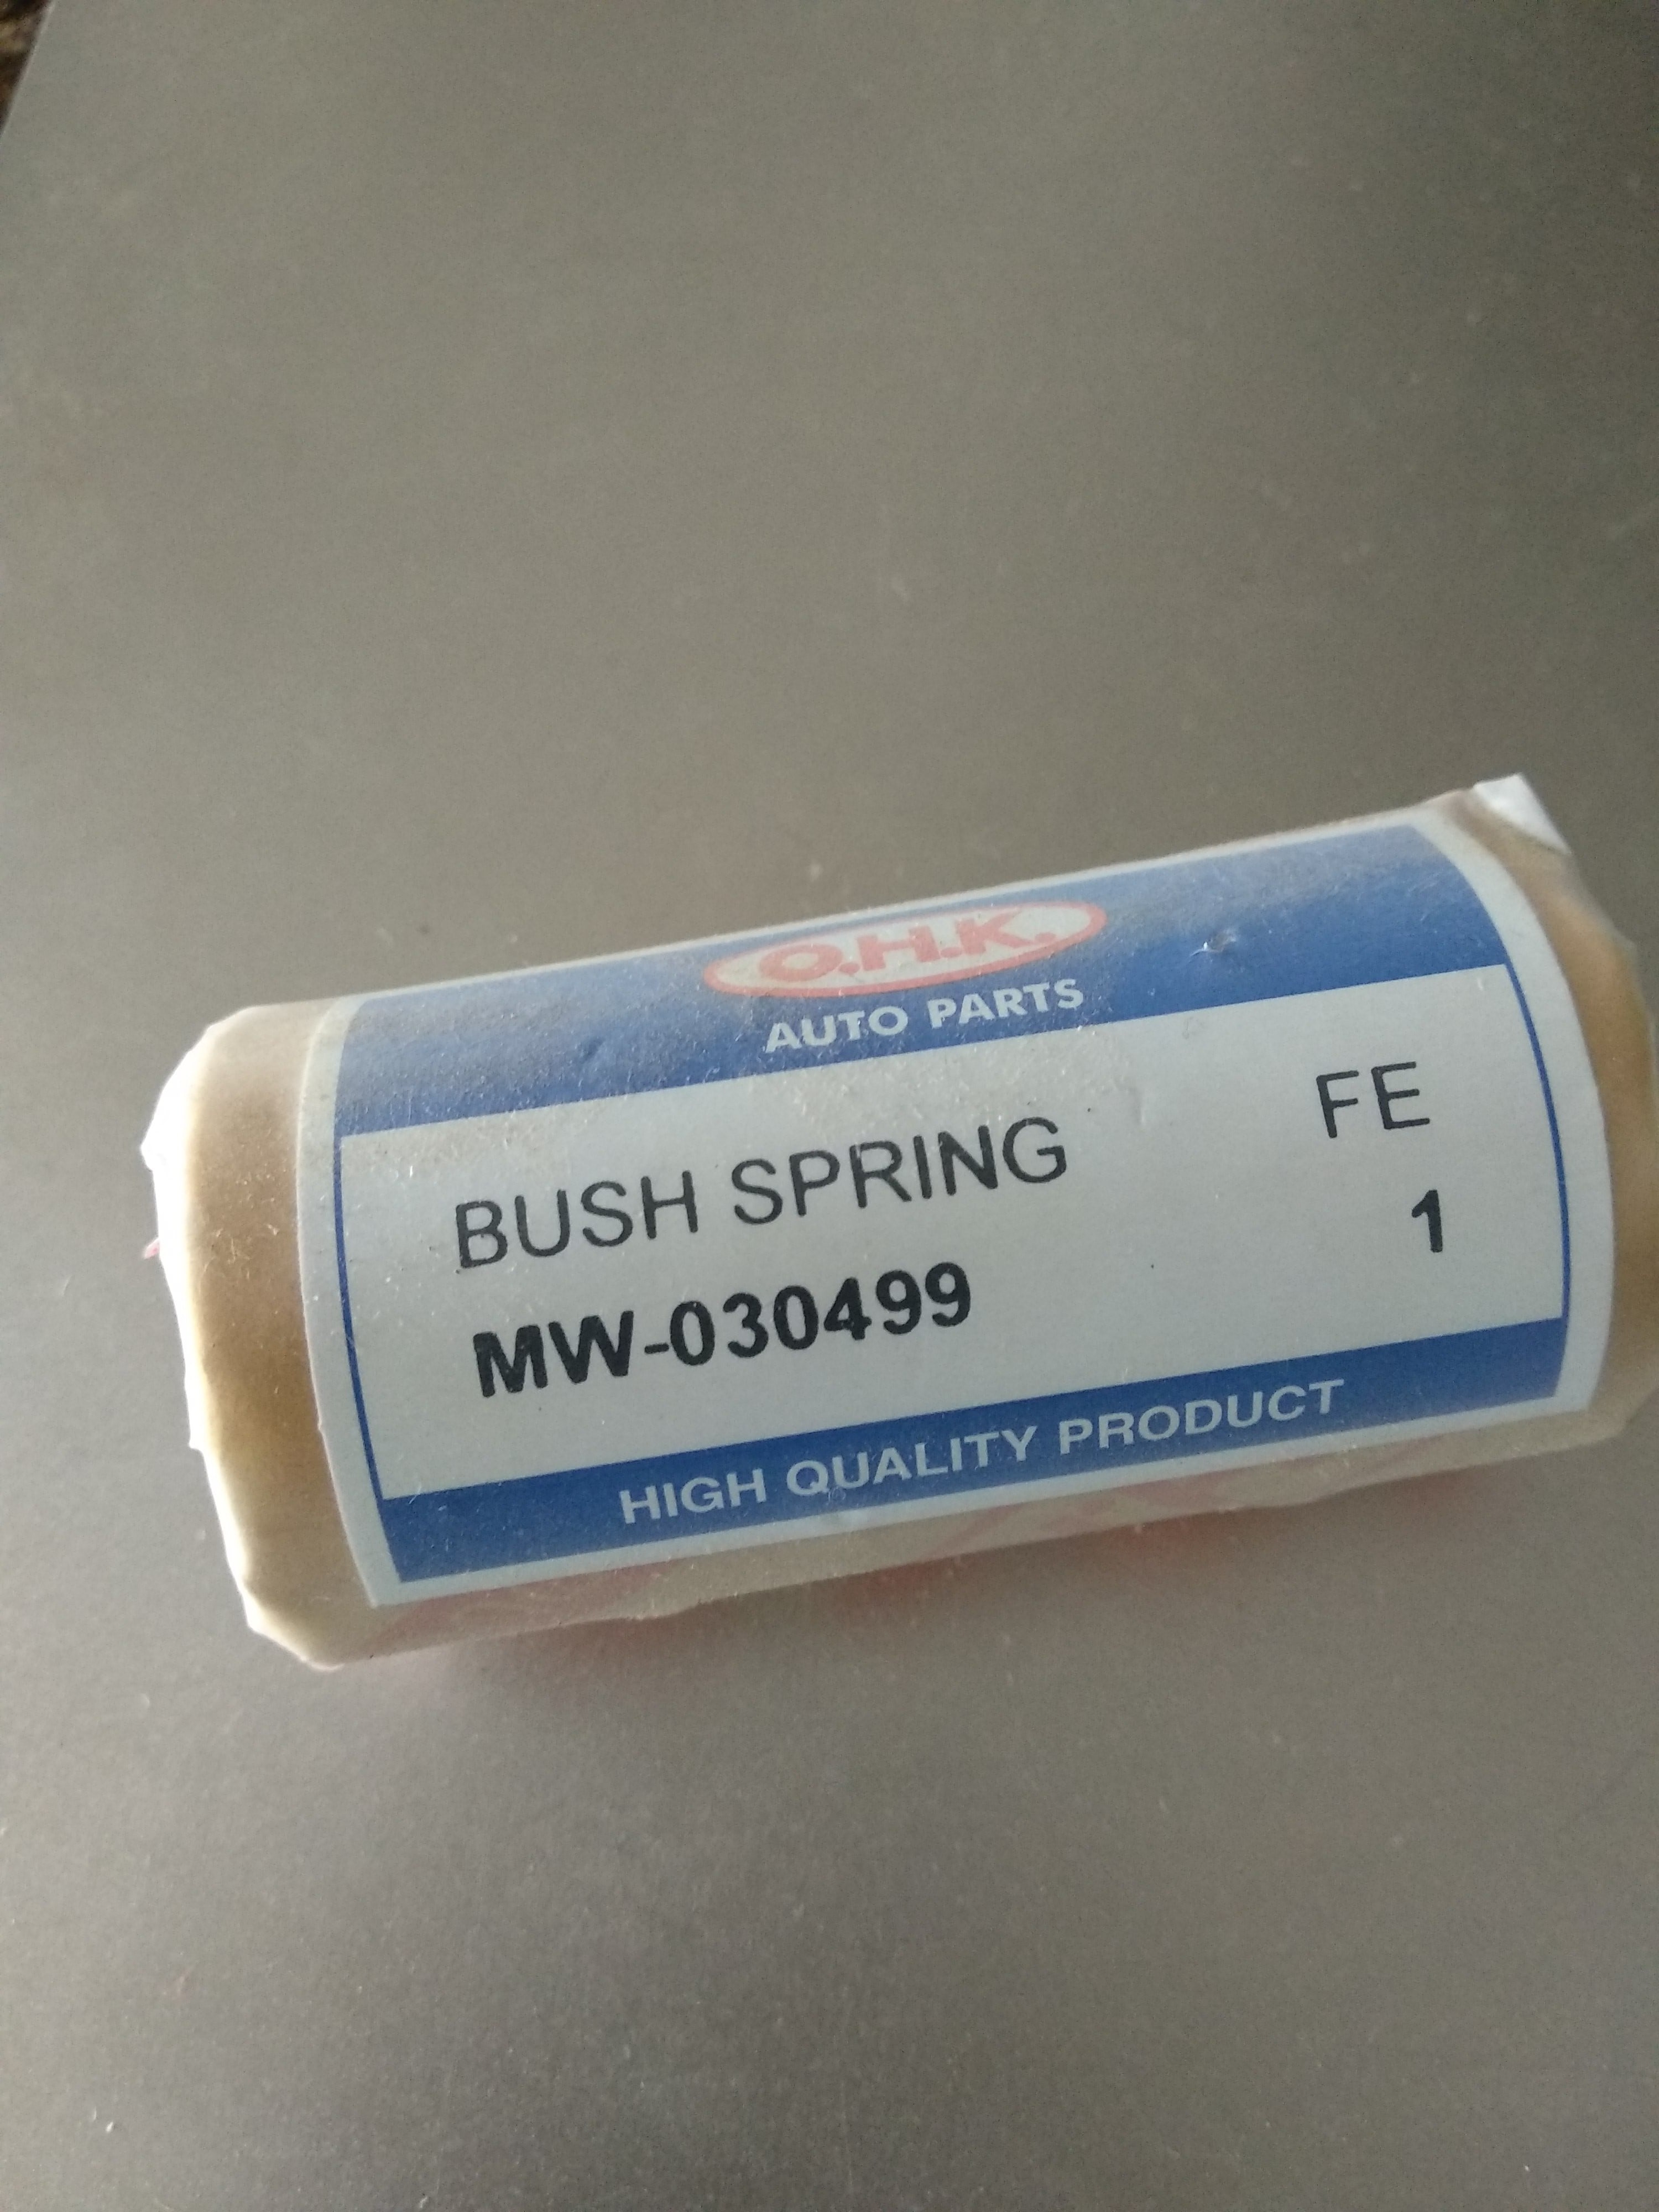 O.H.K.
AUTO PARTS
BUSH SPRING FE
MW-030499 1
HIGH QUALITY PRODUCT